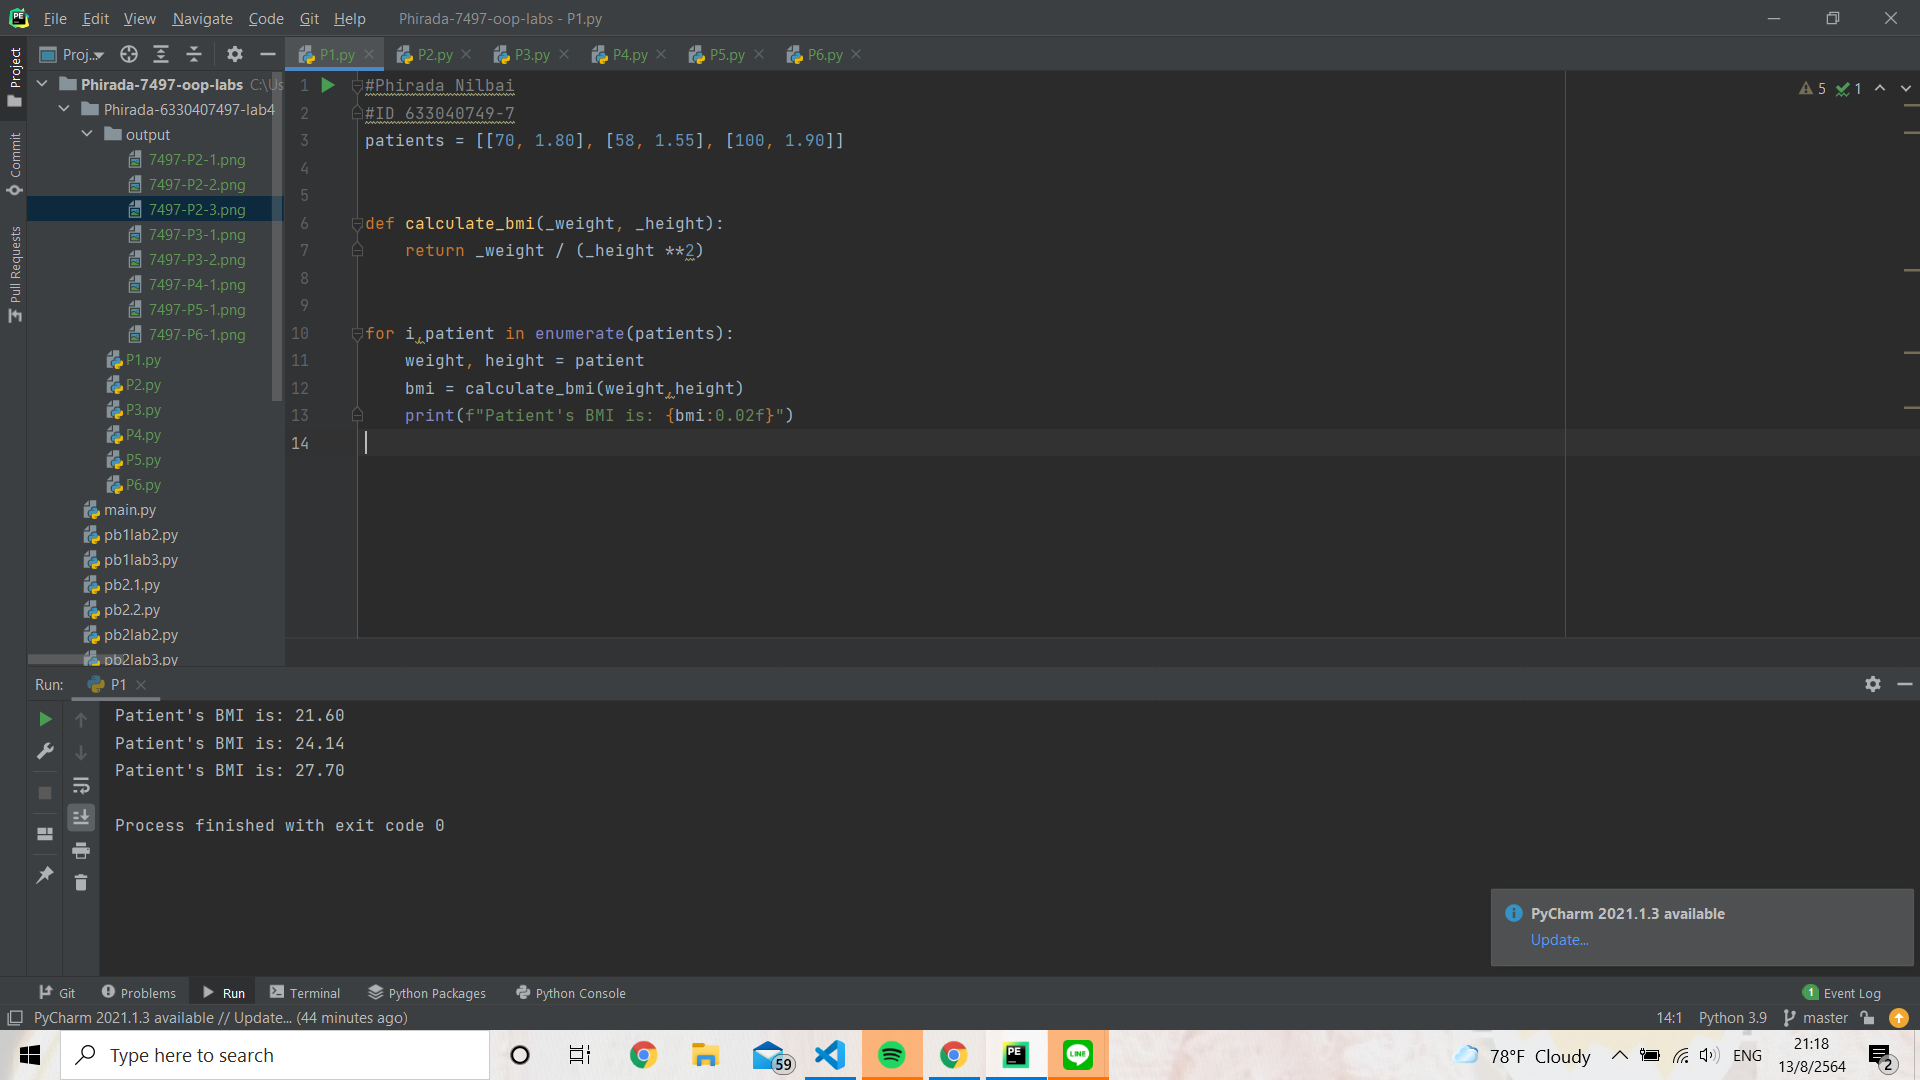 File Edit View Navigate Code Git Help Phirada-7497-oop-labs - P1.py
Proj... P1.py P2.py P3.py P4.py P5.py P6.py
Project
Commit
Pull Requests
Phirada-7497-oop-labs C:\Us
Phirada-6330407497-lab4
output
7497-P2-1.png
7497-P2-2.png
7497-P2-3.png
7497-P3-1.png
7497-P3-2.png
7497-P4-1.png
7497-P5-1.png
7497-P6-1.png
P1.py
P2.py
P3.py
P4.py
P5.py
P6.py
main.py
pb1lab2.py
pb1lab3.py
pb2.1.py
pb2.2.py
pb2lab2.py
pb2lab3.py
5 1
1 #Phirada Nilbai
2 #ID 633040749-7
3 patients = [[70, 1.80], [58, 1.55], [100, 1.90]]
4
5
6 def calculate_bmi(_weight, _height):
7 return _weight / (_height **2)
8
9
10 for i,patient in enumerate(patients):
11 weight, height = patient
12 bmi = calculate_bmi(weight,height)
13 print(f"Patient's BMI is: {bmi:0.02f}")
14
Run: P1
Patient's BMI is: 21.60
Patient's BMI is: 24.14
Patient's BMI is: 27.70
Process finished with exit code 0
PyCharm 2021.1.3 available
Update...
Git Problems Run Terminal Python Packages Python Console 1 Event Log
PyCharm 2021.1.3 available // Update... (44 minutes ago) 14:1 Python 3.9 master
Type here to search
PE
59
PE
LINE
78°F Cloudy ENG
21:18
13/8/2564
2